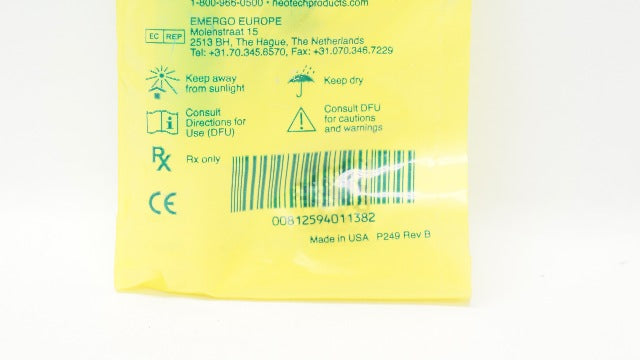 1-800-966-0500 • neotechproducts.com
EMERGO EUROPE
EC REP
Molenstraat 15
2513 BH, The Hague, The Netherlands
Tel: +31.70.345.8570, Fax: +31.070.346.7229
Keep away
from sunlight
Keep dry
Consult
Directions for
Use (DFU)
Consult DFU
for cautions
and warnings
Rx
Rx only
CE
00812594011382
Made in USA P249 Rev B